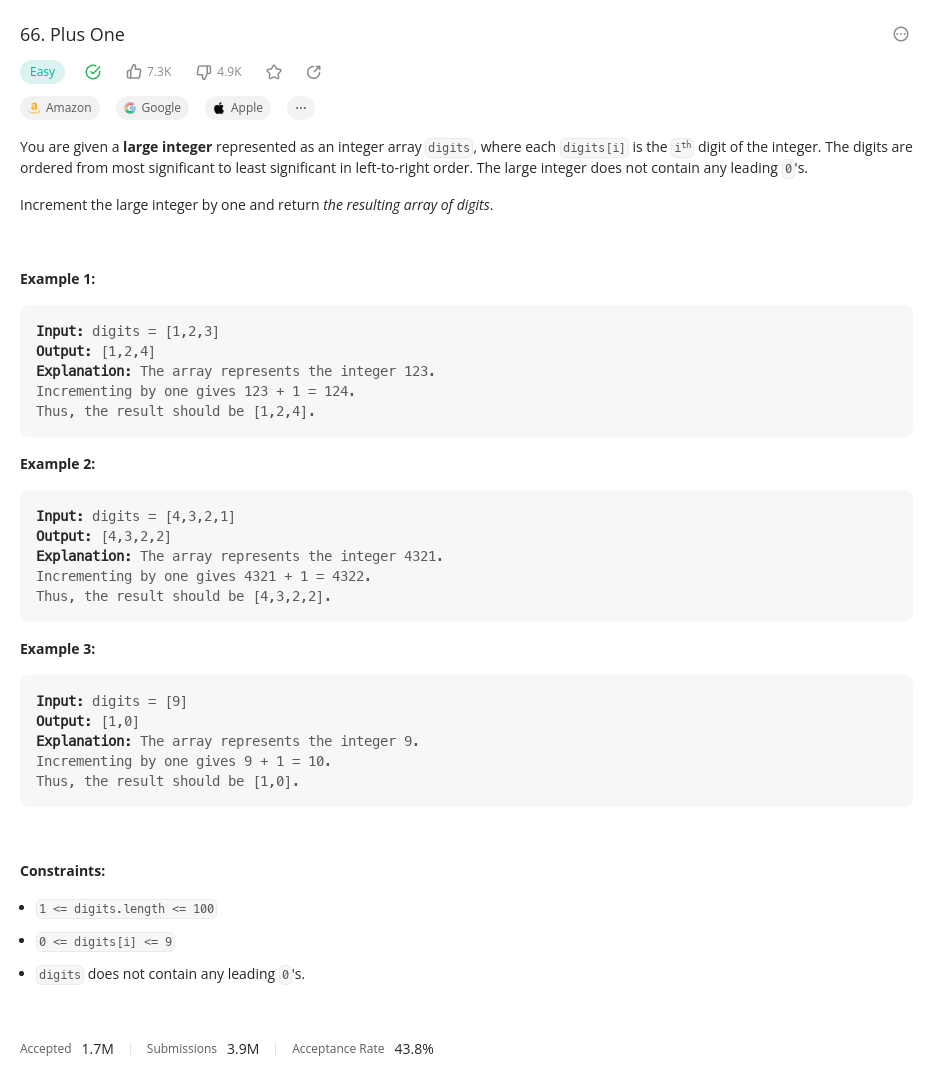 66. Plus One
Easy 7.3K 4.9K
Amazon Google Apple ...
You are given a large integer represented as an integer array digits, where each digits[i] is the ith digit of the integer. The digits are
ordered from most significant to least significant in left-to-right order. The large integer does not contain any leading 0's.
Increment the large integer by one and return the resulting array of digits.
Example 1:
Input: digits = [1,2,3]
Output: [1,2,4]
Explanation: The array represents the integer 123.
Incrementing by one gives 123 + 1 = 124.
Thus, the result should be [1,2,4].
Example 2:
Input: digits = [4,3,2,1]
Output: [4,3,2,2]
Explanation: The array represents the integer 4321.
Incrementing by one gives 4321 + 1 = 4322.
Thus, the result should be [4,3,2,2].
Example 3:
Input: digits = [9]
Output: [1,0]
Explanation: The array represents the integer 9.
Incrementing by one gives 9 + 1 = 10.
Thus, the result should be [1,0].
Constraints:
• 1 <= digits.length <= 100
• 0 <= digits[i] <= 9
• digits does not contain any leading 0's.
Accepted 1.7M Submissions 3.9M Acceptance Rate 43.8%